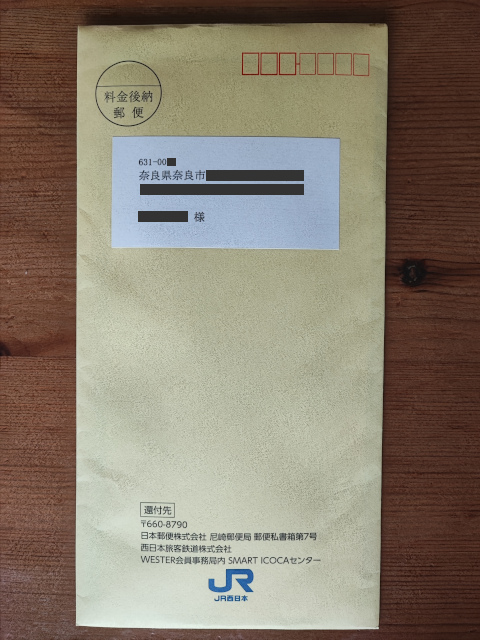 料金後納
郵便
631-00
奈良県奈良市
様
還付先
〒660-8790
日本郵便株式会社 尼崎郵便局 郵便私書箱第7号
西日本旅客鉄道株式会社
WESTER会員事務局内 SMART ICOCAセンター
JR
JR西日本